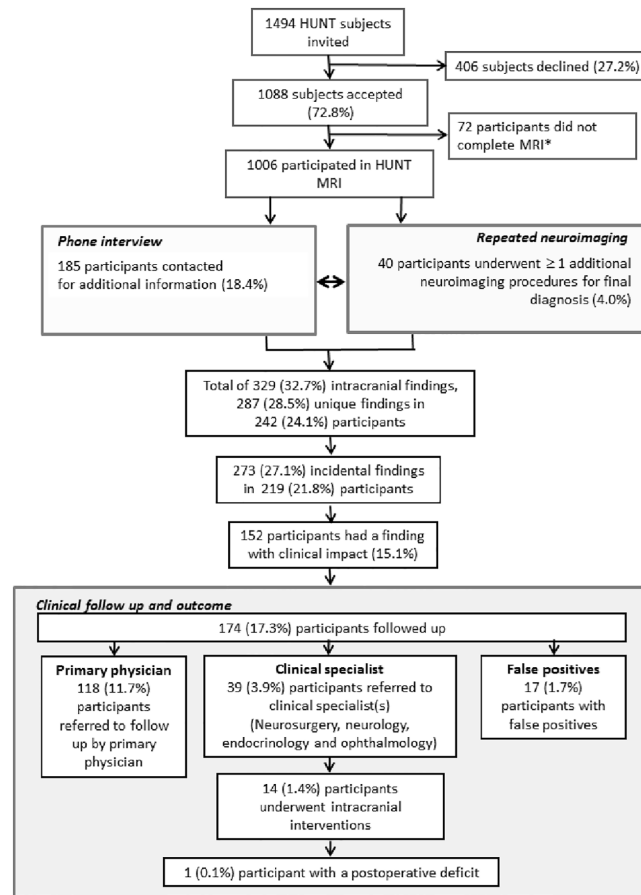 1494 HUNT subjects
invited
406 subjects declined (27.2%)
1088 subjects accepted
(72.8%)
72 participants did not
complete MRI*
1006 participated in HUNT
MRI
Phone interview
185 participants contacted
for additional information (18.4%)
Repeated neuroimaging
40 participants underwent ≥ 1 additional
neuroimaging procedures for final
diagnosis (4.0%)
Total of 329 (32.7%) intracranial findings,
287 (28.5%) unique findings in
242 (24.1%) participants
273 (27.1%) incidental findings
in 219 (21.8%) participants
152 participants had a finding
with clinical impact (15.1%)
Clinical follow up and outcome
174 (17.3%) participants followed up
Primary physician
118 (11.7%)
participants
referred to follow
up by primary
physician
Clinical specialist
39 (3.9%) participants referred to
clinical specialist(s)
(Neurosurgery, neurology,
endocrinology and ophthalmology)
False positives
17 (1.7%)
participants with
false positives
14 (1.4%) participants
underwent intracranial
interventions
1 (0.1%) participant with a postoperative deficit